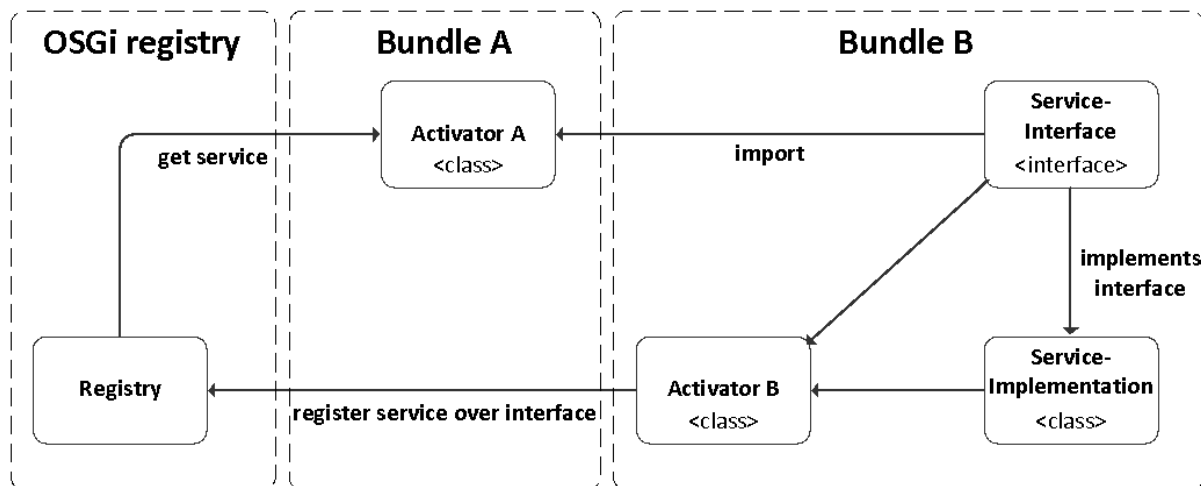 OSGi registry
Bundle A
Bundle B
Activator A
<class>
Service-
Interface
<interface>
get service
import
implements
interface
Registry
register service over interface
Activator B
<class>
Service-
Implementation
<class>